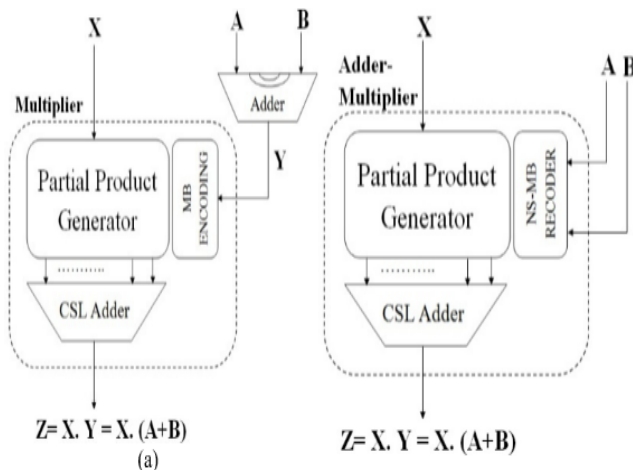 X
A
B
Adder
Multiplier
Y
Partial Product
Generator
MB
ENCODING
CSL Adder
Z= X. Y = X. (A+B)
(a)
X
Adder-
Multiplier
A B
Partial Product
Generator
NS-MB
RECODER
CSL Adder
Z= X. Y = X. (A+B)